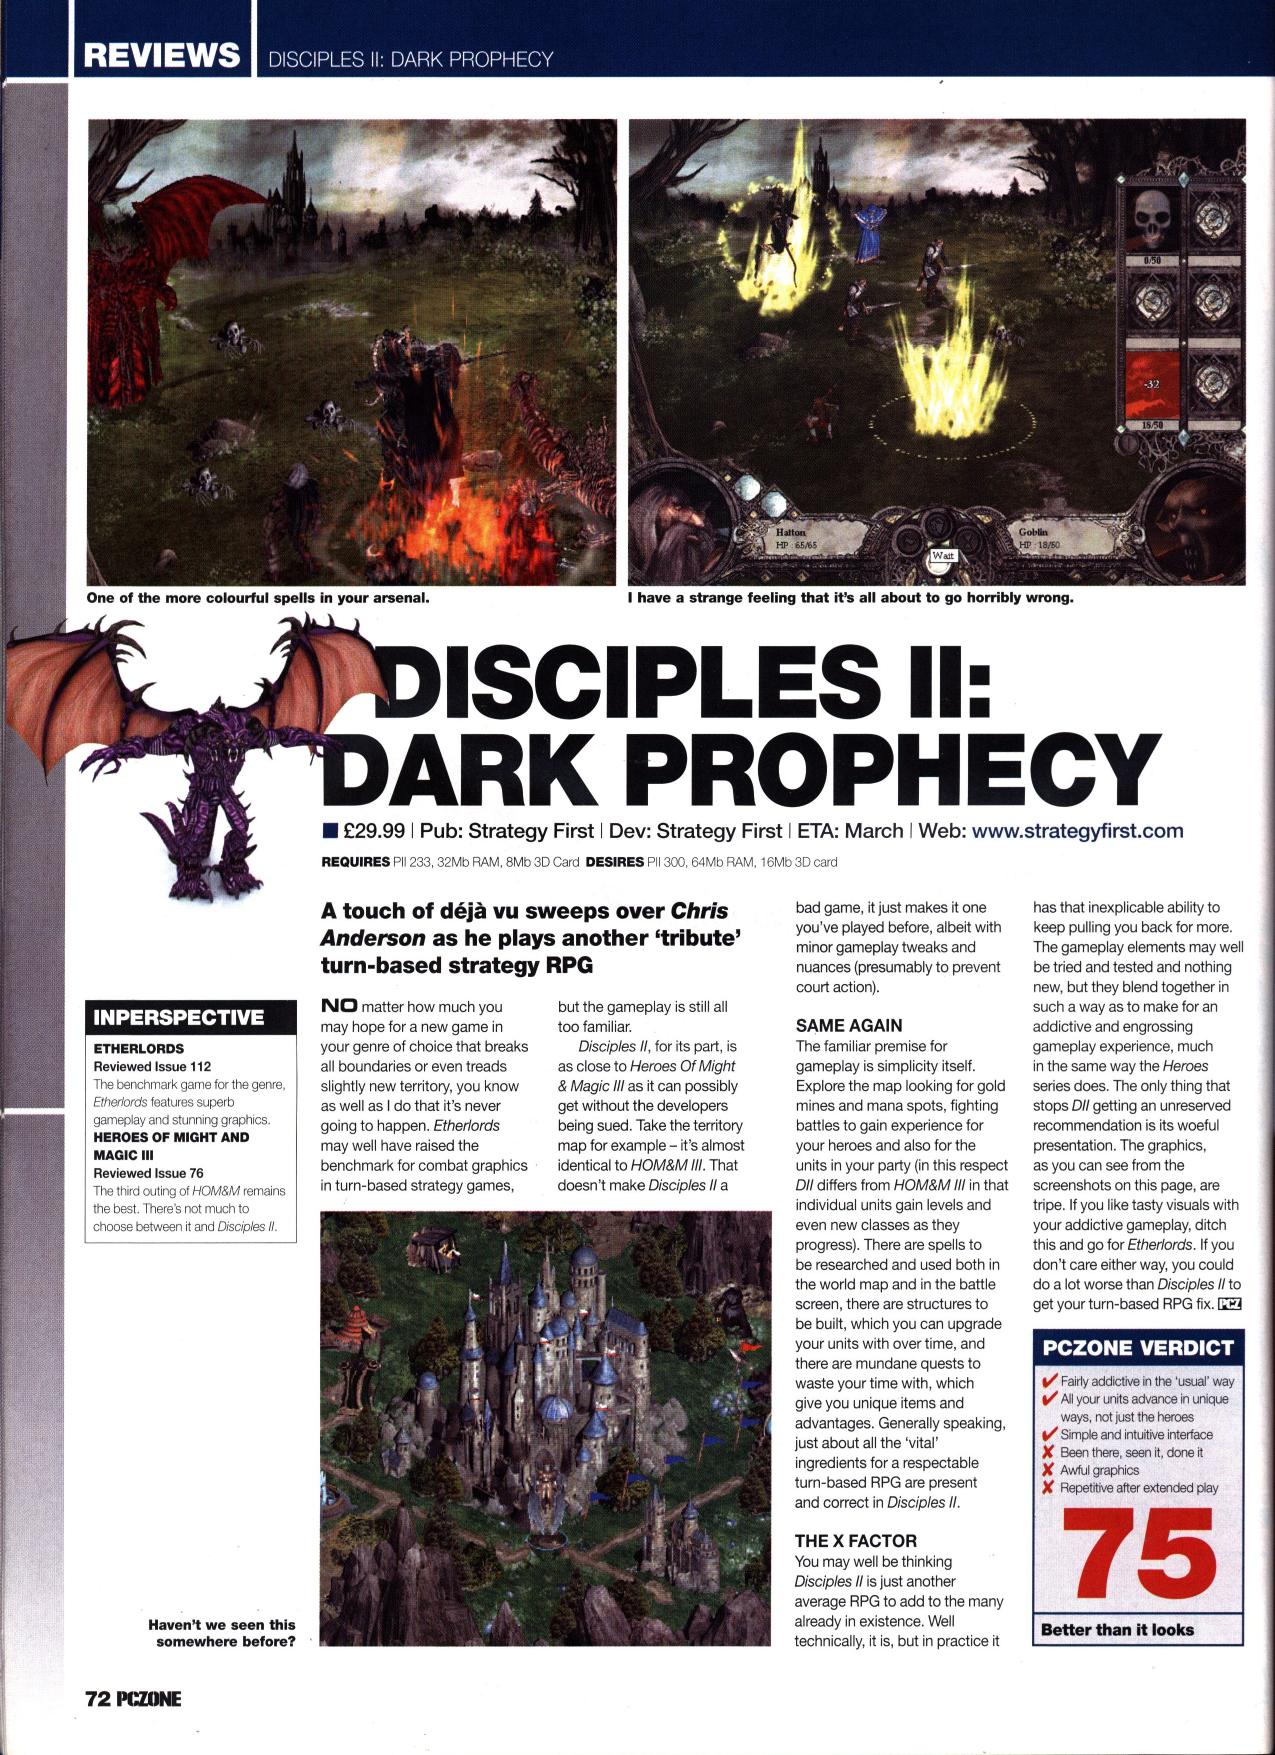 REVIEWS
DISCIPLES II: DARK PROPHECY
0/50
-32
18/50
Hatton
HP : 65/65
Wait
Goblin
HP : 18/50
One of the more colourful spells in your arsenal.
I have a strange feeling that it's all about to go horribly wrong.
DISCIPLES II:
DARK PROPHECY
£29.99 | Pub: Strategy First | Dev: Strategy First | ETA: March | Web: www.strategyfirst.com
REQUIRES PII 233, 32Mb RAM, 8Mb 3D Card DESIRES PII 300, 64Mb RAM, 16Mb 3D card
A touch of déjà vu sweeps over Chris
Anderson as he plays another 'tribute'
turn-based strategy RPG
INPERSPECTIVE
ETHERLORDS
Reviewed Issue 112
The benchmark game for the genre,
Etherlords features superb
gameplay and stunning graphics.
HEROES OF MIGHT AND
MAGIC III
Reviewed Issue 76
The third outing of HOM&M remains
the best. There's not much to
choose between it and Disciples II.
NO matter how much you
may hope for a new game in
your genre of choice that breaks
all boundaries or even treads
slightly new territory, you know
as well as I do that it's never
going to happen. Etherlords
may well have raised the
benchmark for combat graphics
in turn-based strategy games,
but the gameplay is still all
too familiar.
Disciples II, for its part, is
as close to Heroes Of Might
& Magic III as it can possibly
get without the developers
being sued. Take the territory
map for example – it's almost
identical to HOM&M III. That
doesn't make Disciples II a
bad game, it just makes it one
you've played before, albeit with
minor gameplay tweaks and
nuances (presumably to prevent
court action).
SAME AGAIN
The familiar premise for
gameplay is simplicity itself.
Explore the map looking for gold
mines and mana spots, fighting
battles to gain experience for
your heroes and also for the
units in your party (in this respect
DII differs from HOM&M III in that
individual units gain levels and
even new classes as they
progress). There are spells to
be researched and used both in
the world map and in the battle
screen, there are structures to
be built, which you can upgrade
your units with over time, and
there are mundane quests to
waste your time with, which
give you unique items and
advantages. Generally speaking,
just about all the 'vital'
ingredients for a respectable
turn-based RPG are present
and correct in Disciples II.
THE X FACTOR
You may well be thinking
Disciples II is just another
average RPG to add to the many
already in existence. Well
technically, it is, but in practice it
has that inexplicable ability to
keep pulling you back for more.
The gameplay elements may well
be tried and tested and nothing
new, but they blend together in
such a way as to make for an
addictive and engrossing
gameplay experience, much
in the same way the Heroes
series does. The only thing that
stops DII getting an unreserved
recommendation is its woeful
presentation. The graphics,
as you can see from the
screenshots on this page, are
tripe. If you like tasty visuals with
your addictive gameplay, ditch
this and go for Etherlords. If you
don't care either way, you could
do a lot worse than Disciples II to
get your turn-based RPG fix. PCZ
PCZONE VERDICT
Fairly addictive in the 'usual' way
All your units advance in unique
ways, not just the heroes
Simple and intuitive interface
Been there, seen it, done it
Awful graphics
Repetitive after extended play
75
Better than it looks
Haven't we seen this
somewhere before?
72 PCZONE